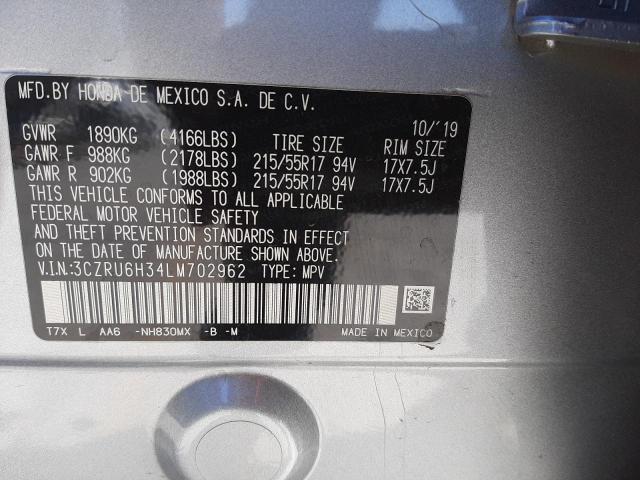 MFD.BY HONDA DE MEXICO S.A. DE C.V.
10/'19
GVWR 1890KG (4166LBS) TIRE SIZE RIM SIZE
GAWR F 988KG (2178LBS) 215/55R17 94V 17X7.5J
GAWR R 902KG (1988LBS) 215/55R17 94V 17X7.5J
THIS VEHICLE CONFORMS TO ALL APPLICABLE
FEDERAL MOTOR VEHICLE SAFETY
AND THEFT PREVENTION STANDARDS IN EFFECT
ON THE DATE OF MANUFACTURE SHOWN ABOVE.
V.I.N:3CZRU6H34LM702962 TYPE: MPV
T7X L AA6 -NH830MX -B -M MADE IN MEXICO